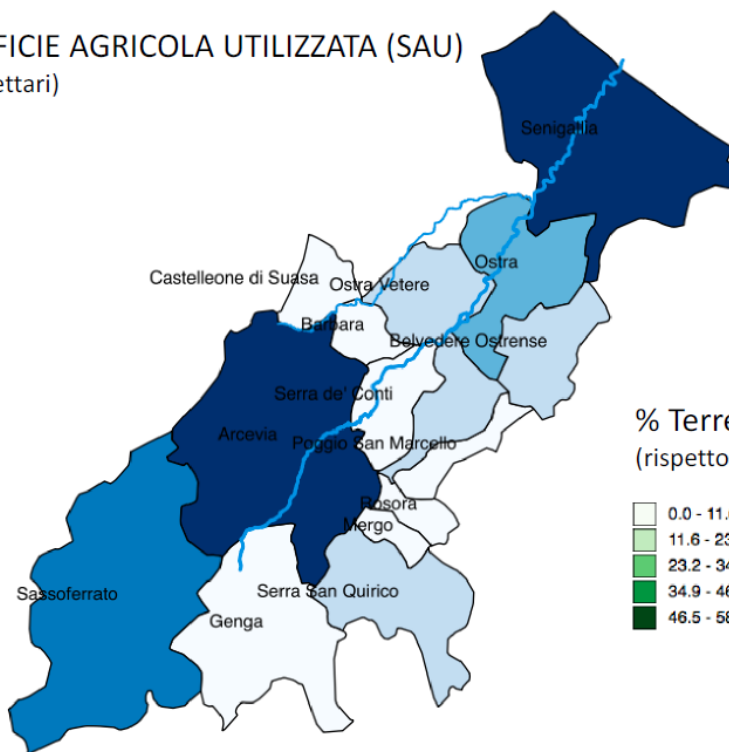 FICIE AGRICOLA UTILIZZATA (SAU)
ettari)
Senigallia
Ostra
Castelleone di Suasa
Ostra Vetere
Barbara
Belvedere Ostrense
Serra de' Conti
Arcevia
Poggio San Marcello
% Terre
(rispetto
Rosora
0.0 - 11.
Mergo
11.6 - 23
23.2 - 34
Sassoferrato
Serra San Quirico
34.9 - 46
Genga
46.5 - 58